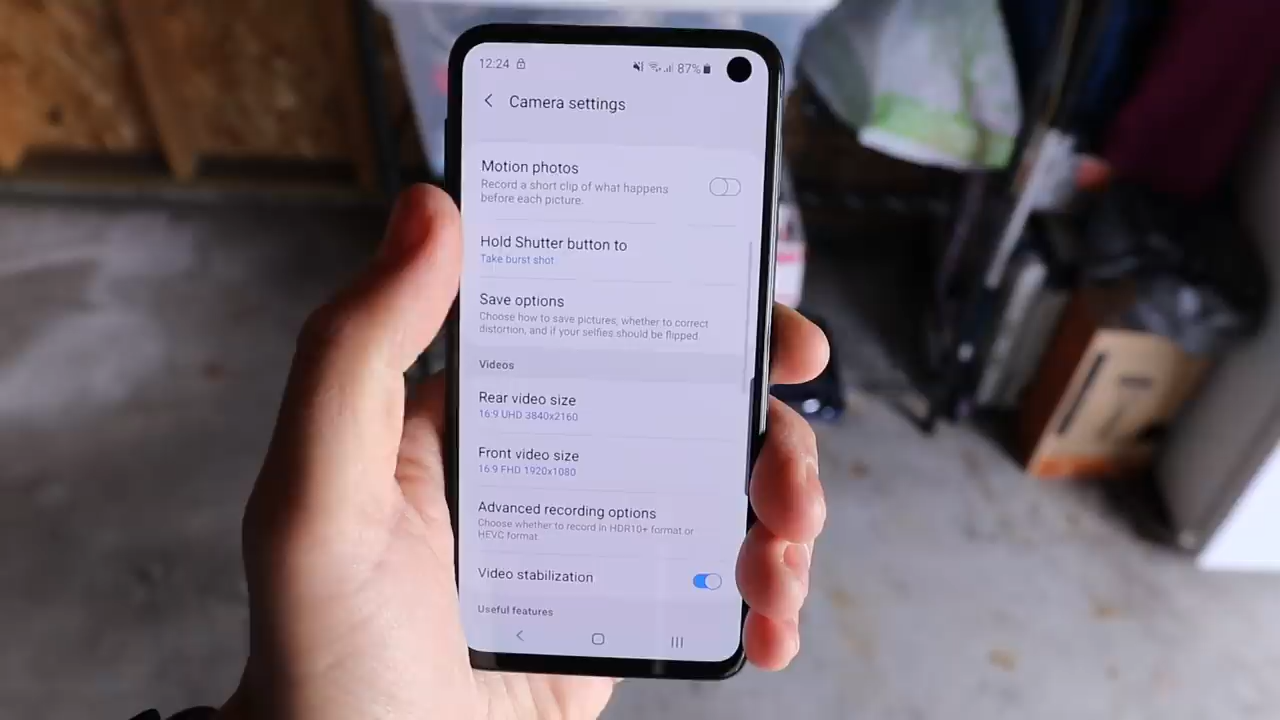 12:24 87%
Camera settings
Motion photos
Record a short clip of what happens
before each picture.
Hold Shutter button to
Take burst shot
Save options
Choose how to save pictures, whether to correct
distortion, and if your selfies should be flipped.
Videos
Rear video size
16:9 UHD 3840x2160
Front video size
16:9 FHD 1920x1080
Advanced recording options
Choose whether to record in HDR10+ format or
HEVC format.
Video stabilization
Useful features